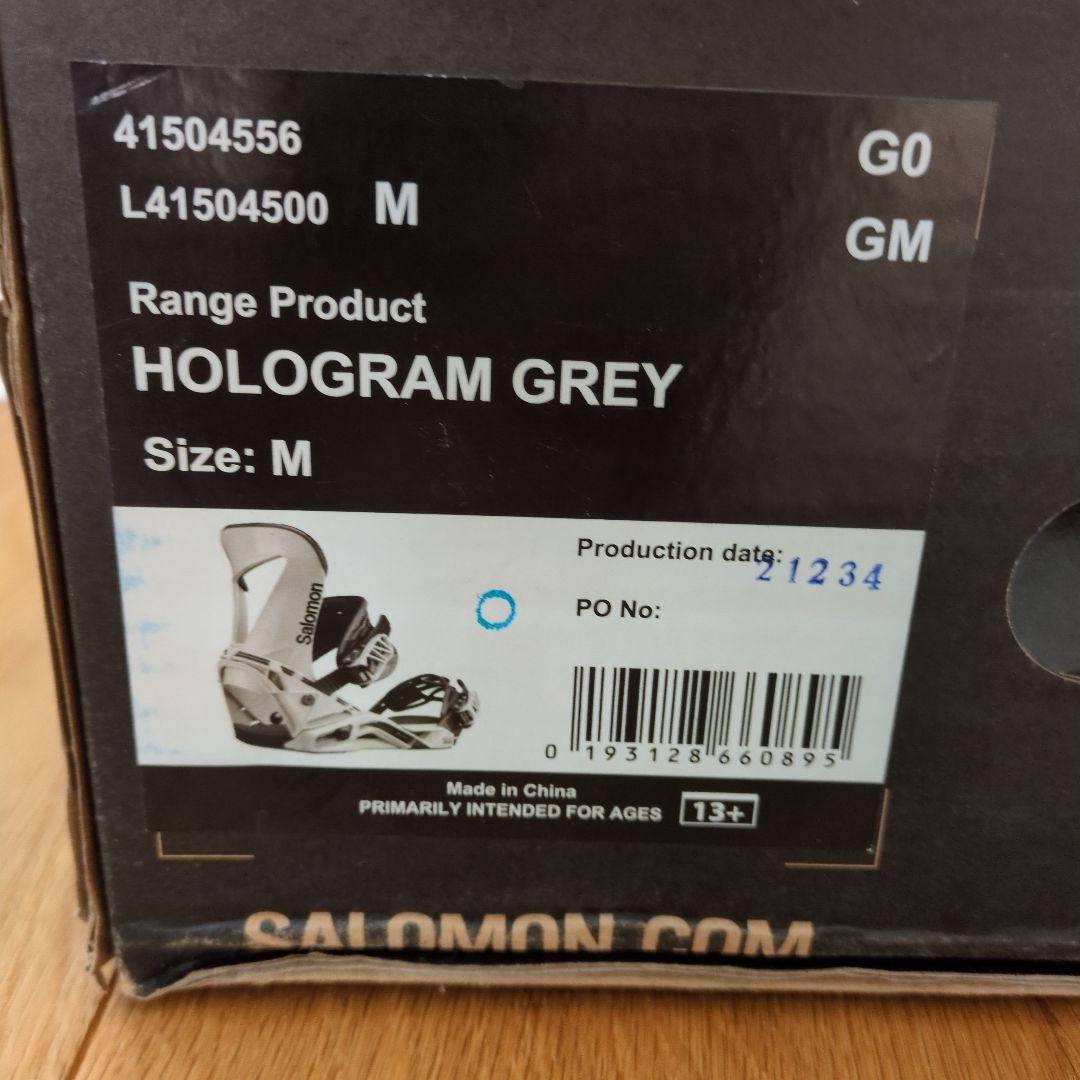 41504556
G0
L41504500 M
GM
Range Product
HOLOGRAM GREY
Size: M
Salomon
Production date: 21234
PO No:
0 193128 660895
Made in China
PRIMARILY INTENDED FOR AGES 13+
SALOMON.COM